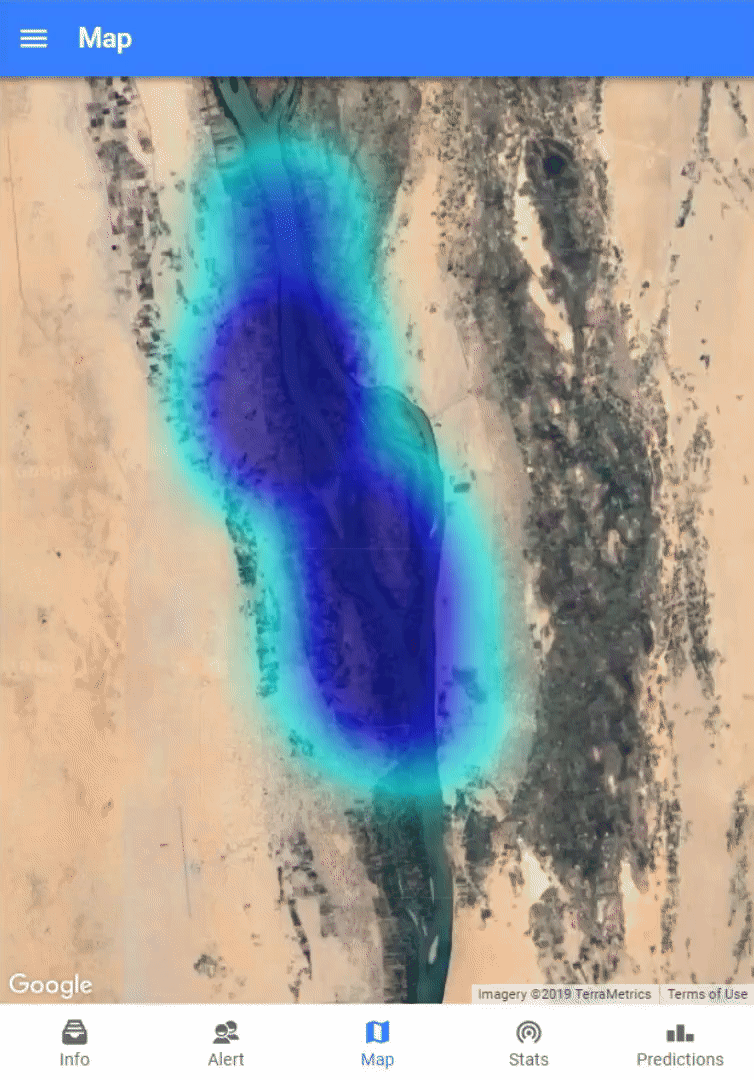 Map
Google
Imagery ©2019 TerraMetrics
Terms of Use
Info
Alert
Map
Stats
Predictions